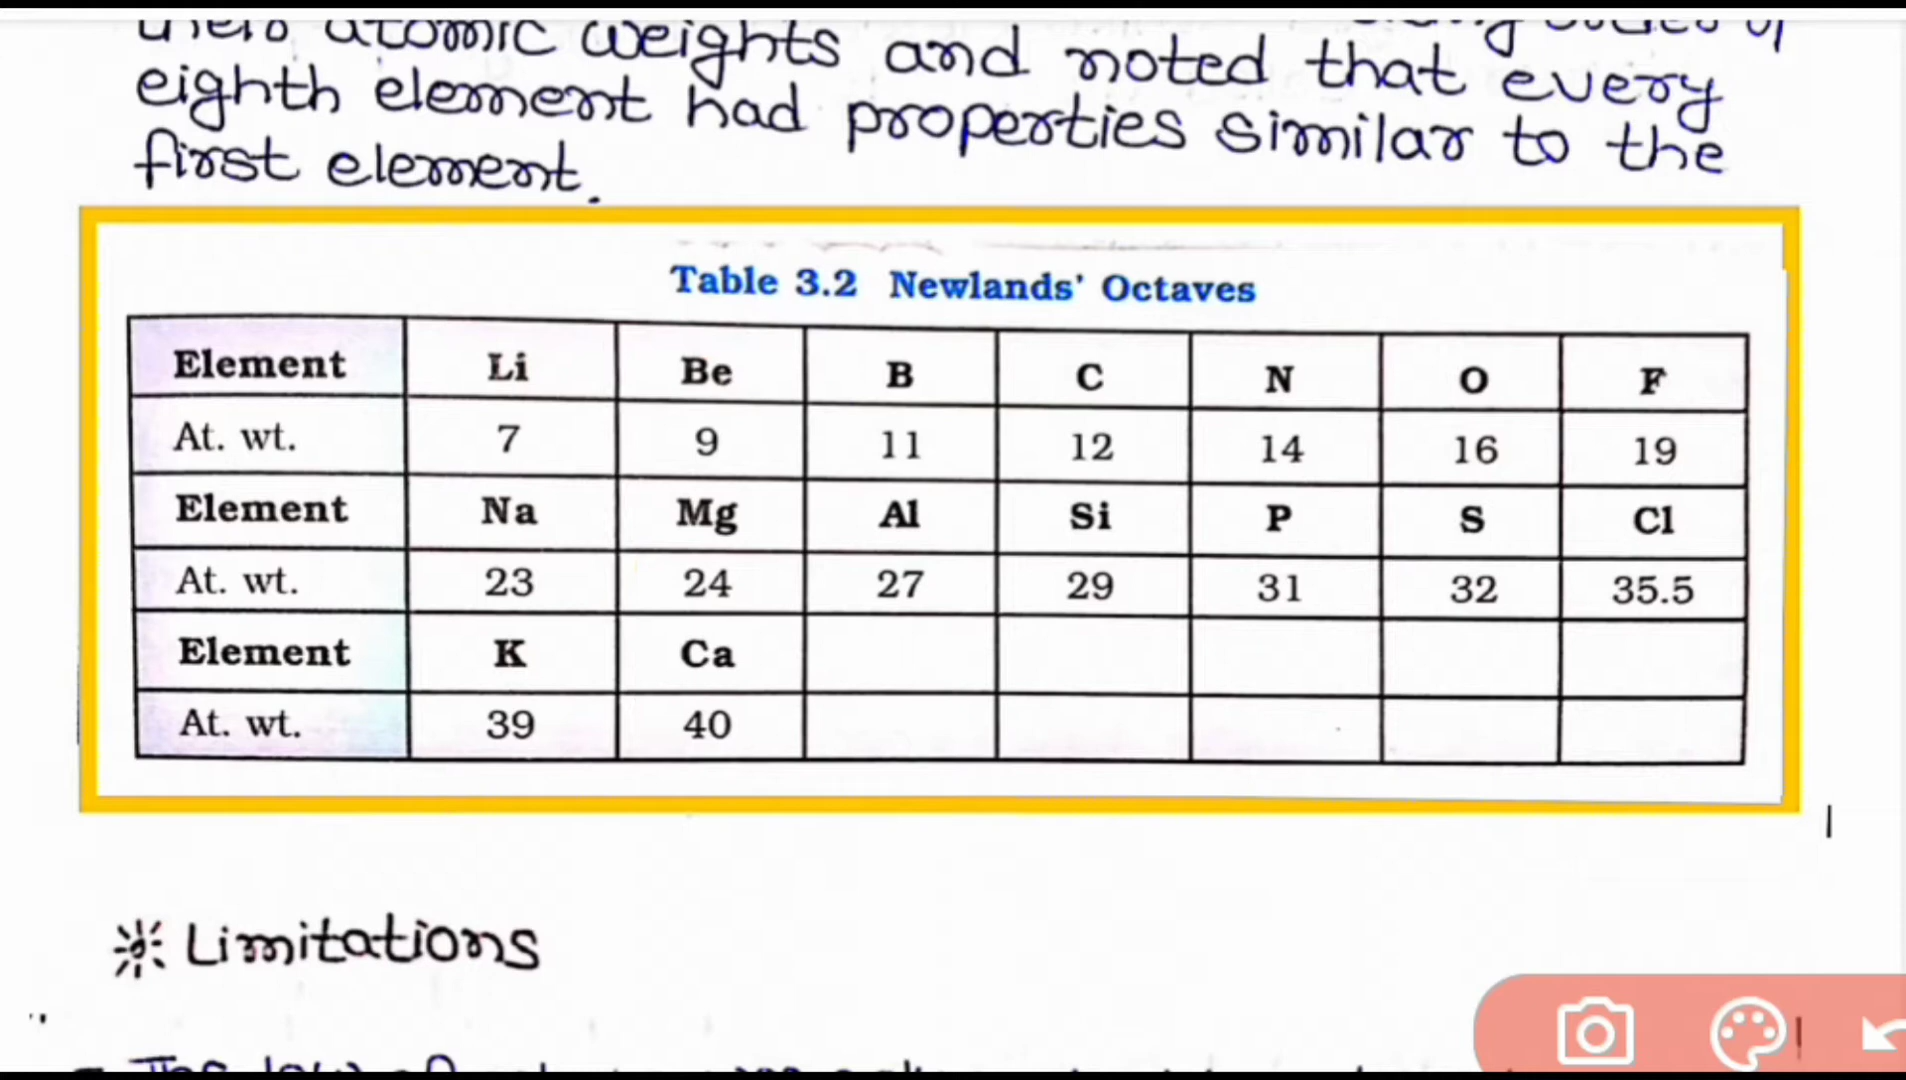 their atomic weights and noted that every
eighth element had properties similar to the
first element.
Table 3.2 Newlands' Octaves
Element Li Be B C N O F
At. wt. 7 9 11 12 14 16 19
Element Na Mg Al Si P S Cl
At. wt. 23 24 27 29 31 32 35.5
Element K Ca
At. wt. 39 40
Limitations